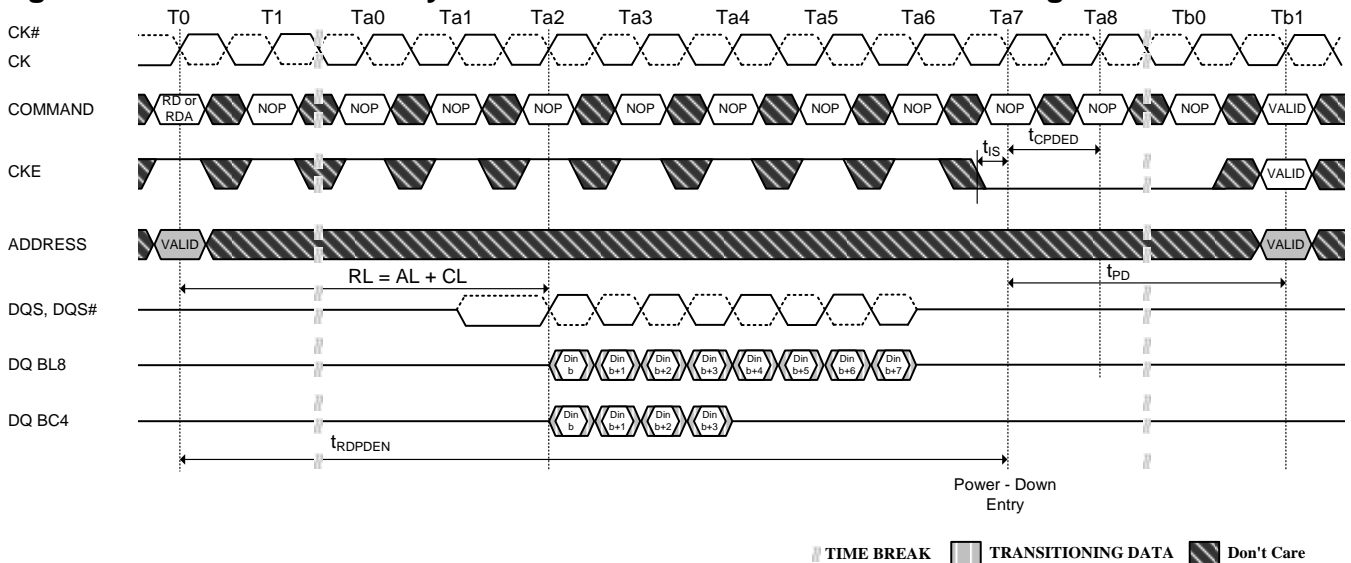 T0 T1 Ta0 Ta1 Ta2 Ta3 Ta4 Ta5 Ta6 Ta7 Ta8 Tb0 Tb1
CK#
CK
COMMAND RD or RDA NOP NOP NOP NOP NOP NOP NOP NOP NOP NOP NOP VALID
tIS tCPDED
CKE VALID
ADDRESS VALID VALID
RL = AL + CL tPD
DQS, DQS#
DQ BL8 Din b Din b+1 Din b+2 Din b+3 Din b+4 Din b+5 Din b+6 Din b+7
DQ BC4 Din b Din b+1 Din b+2 Din b+3
tRDPDEN
Power - Down
Entry
TIME BREAK TRANSITIONING DATA Don't Care